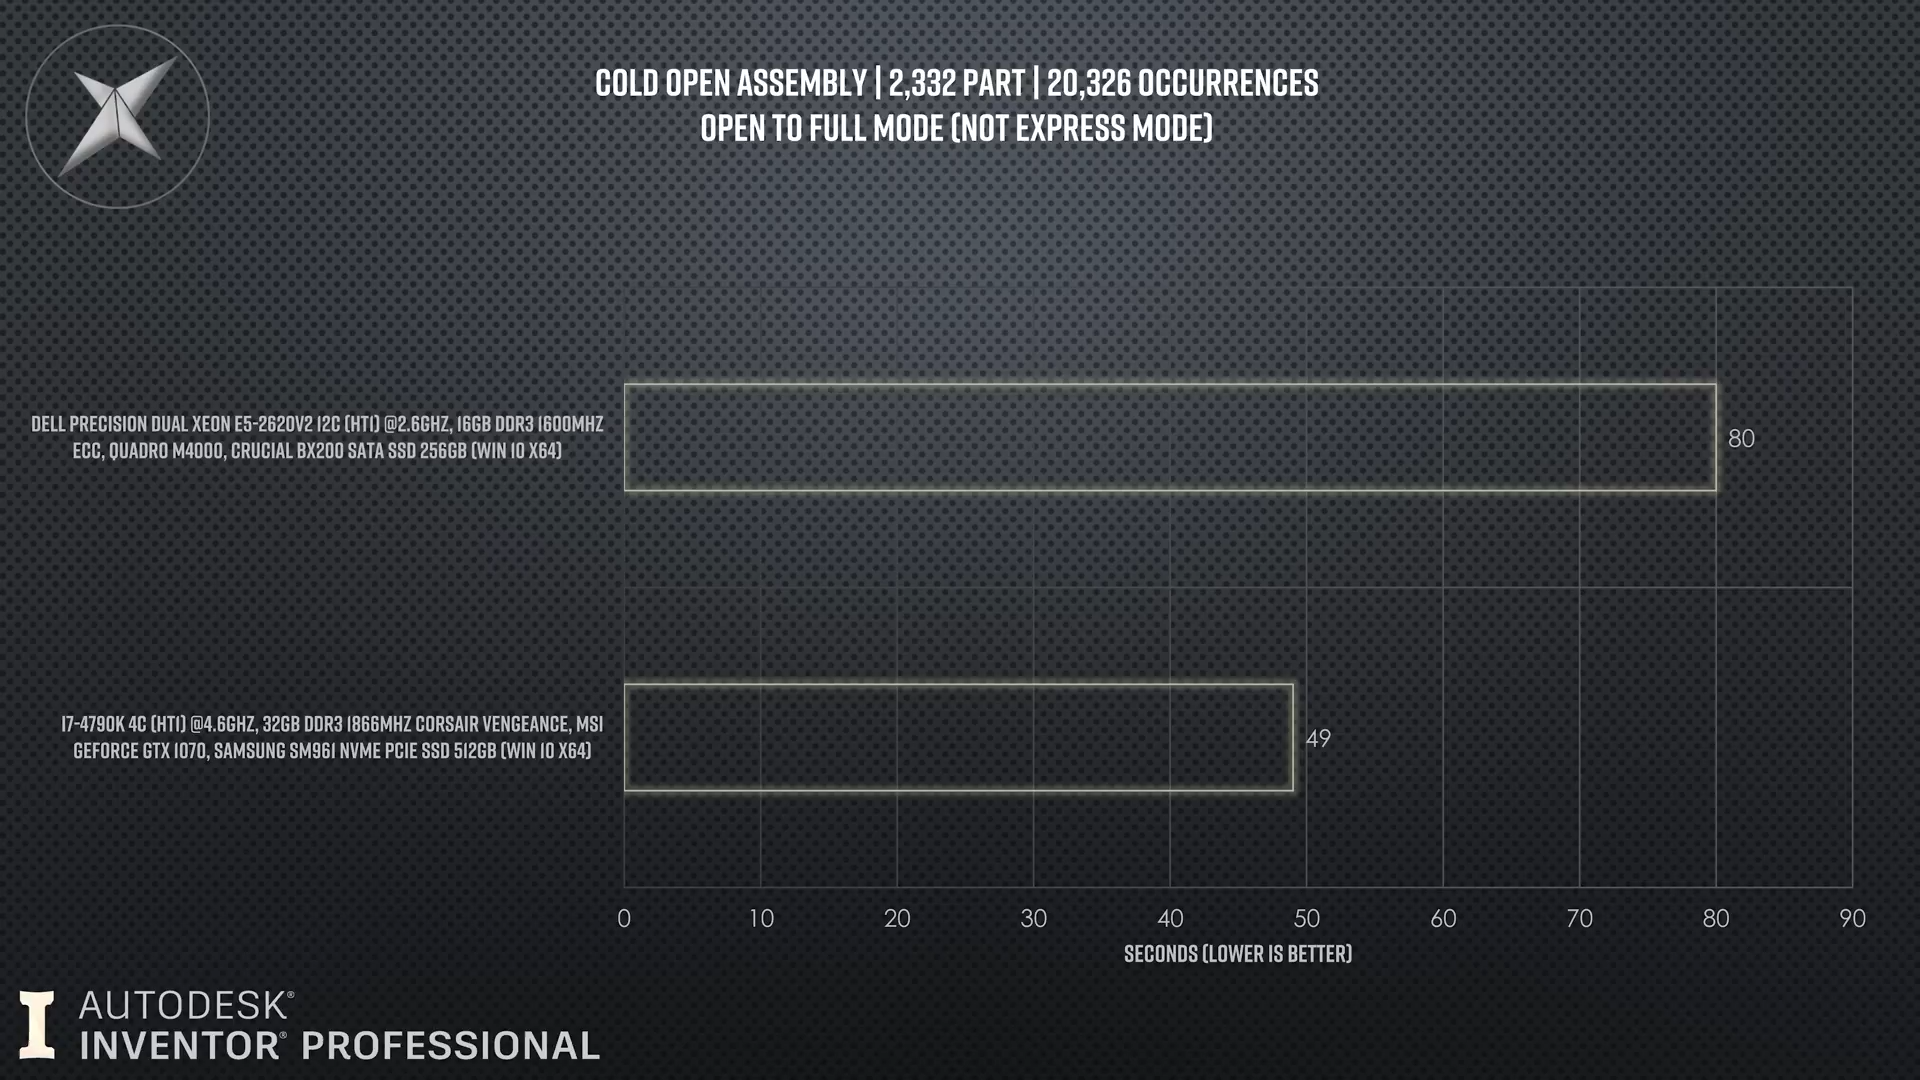 COLD OPEN ASSEMBLY | 2,332 PART | 20,326 OCCURRENCES
OPEN TO FULL MODE (NOT EXPRESS MODE)
DELL PRECISION DUAL XEON E5-2620V2 12C (HT1) @2.6GHZ, 16GB DDR3 1600MHZ
ECC, QUADRO M4000, CRUCIAL BX200 SATA SSD 256GB (WIN 10 X64)
80
I7-4790K 4C (HT1) @4.6GHZ, 32GB DDR3 1866MHZ CORSAIR VENGEANCE, MSI
GEFORCE GTX 1070, SAMSUNG SM961 NVME PCIE SSD 512GB (WIN 10 X64)
49
0 10 20 30 40 50 60 70 80 90
SECONDS (LOWER IS BETTER)
AUTODESK®
INVENTOR® PROFESSIONAL